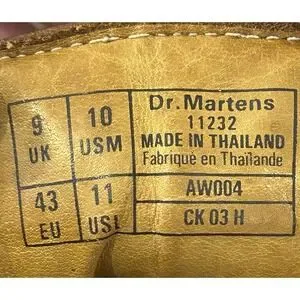 9
UK
10
USM
43
EU
11
USL
Dr.Martens
11232
MADE IN THAILAND
Fabriqué en Thaïlande
AW004
CK 03 H